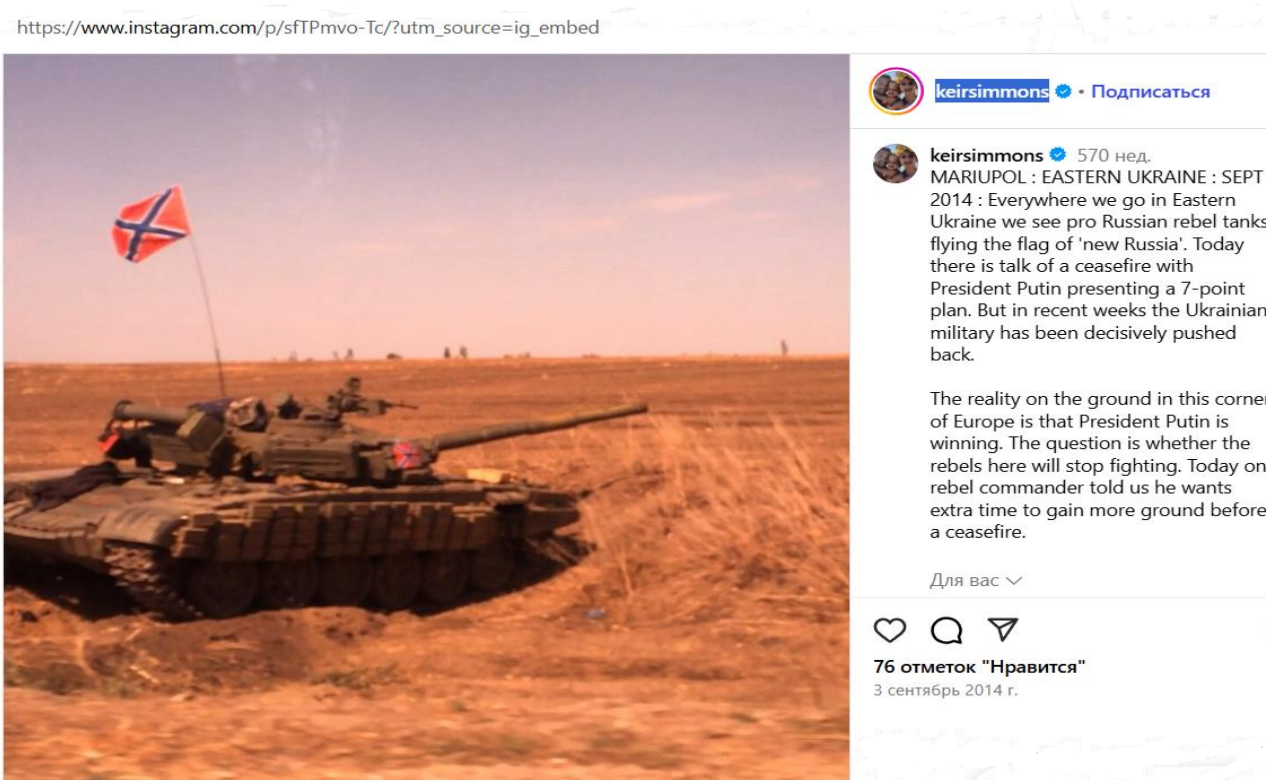 https://www.instagram.com/p/sfTPmvo-Tc/?utm_source=ig_embed
keirsimmons • Подписаться
keirsimmons 570 нед.
MARIUPOL : EASTERN UKRAINE : SEPT
2014 : Everywhere we go in Eastern
Ukraine we see pro Russian rebel tanks
flying the flag of 'new Russia'. Today
there is talk of a ceasefire with
President Putin presenting a 7-point
plan. But in recent weeks the Ukrainian
military has been decisively pushed
back.
The reality on the ground in this corner
of Europe is that President Putin is
winning. The question is whether the
rebels here will stop fighting. Today on
rebel commander told us he wants
extra time to gain more ground before
a ceasefire.
Для вас
76 отметок "Нравится"
3 сентябрь 2014 г.